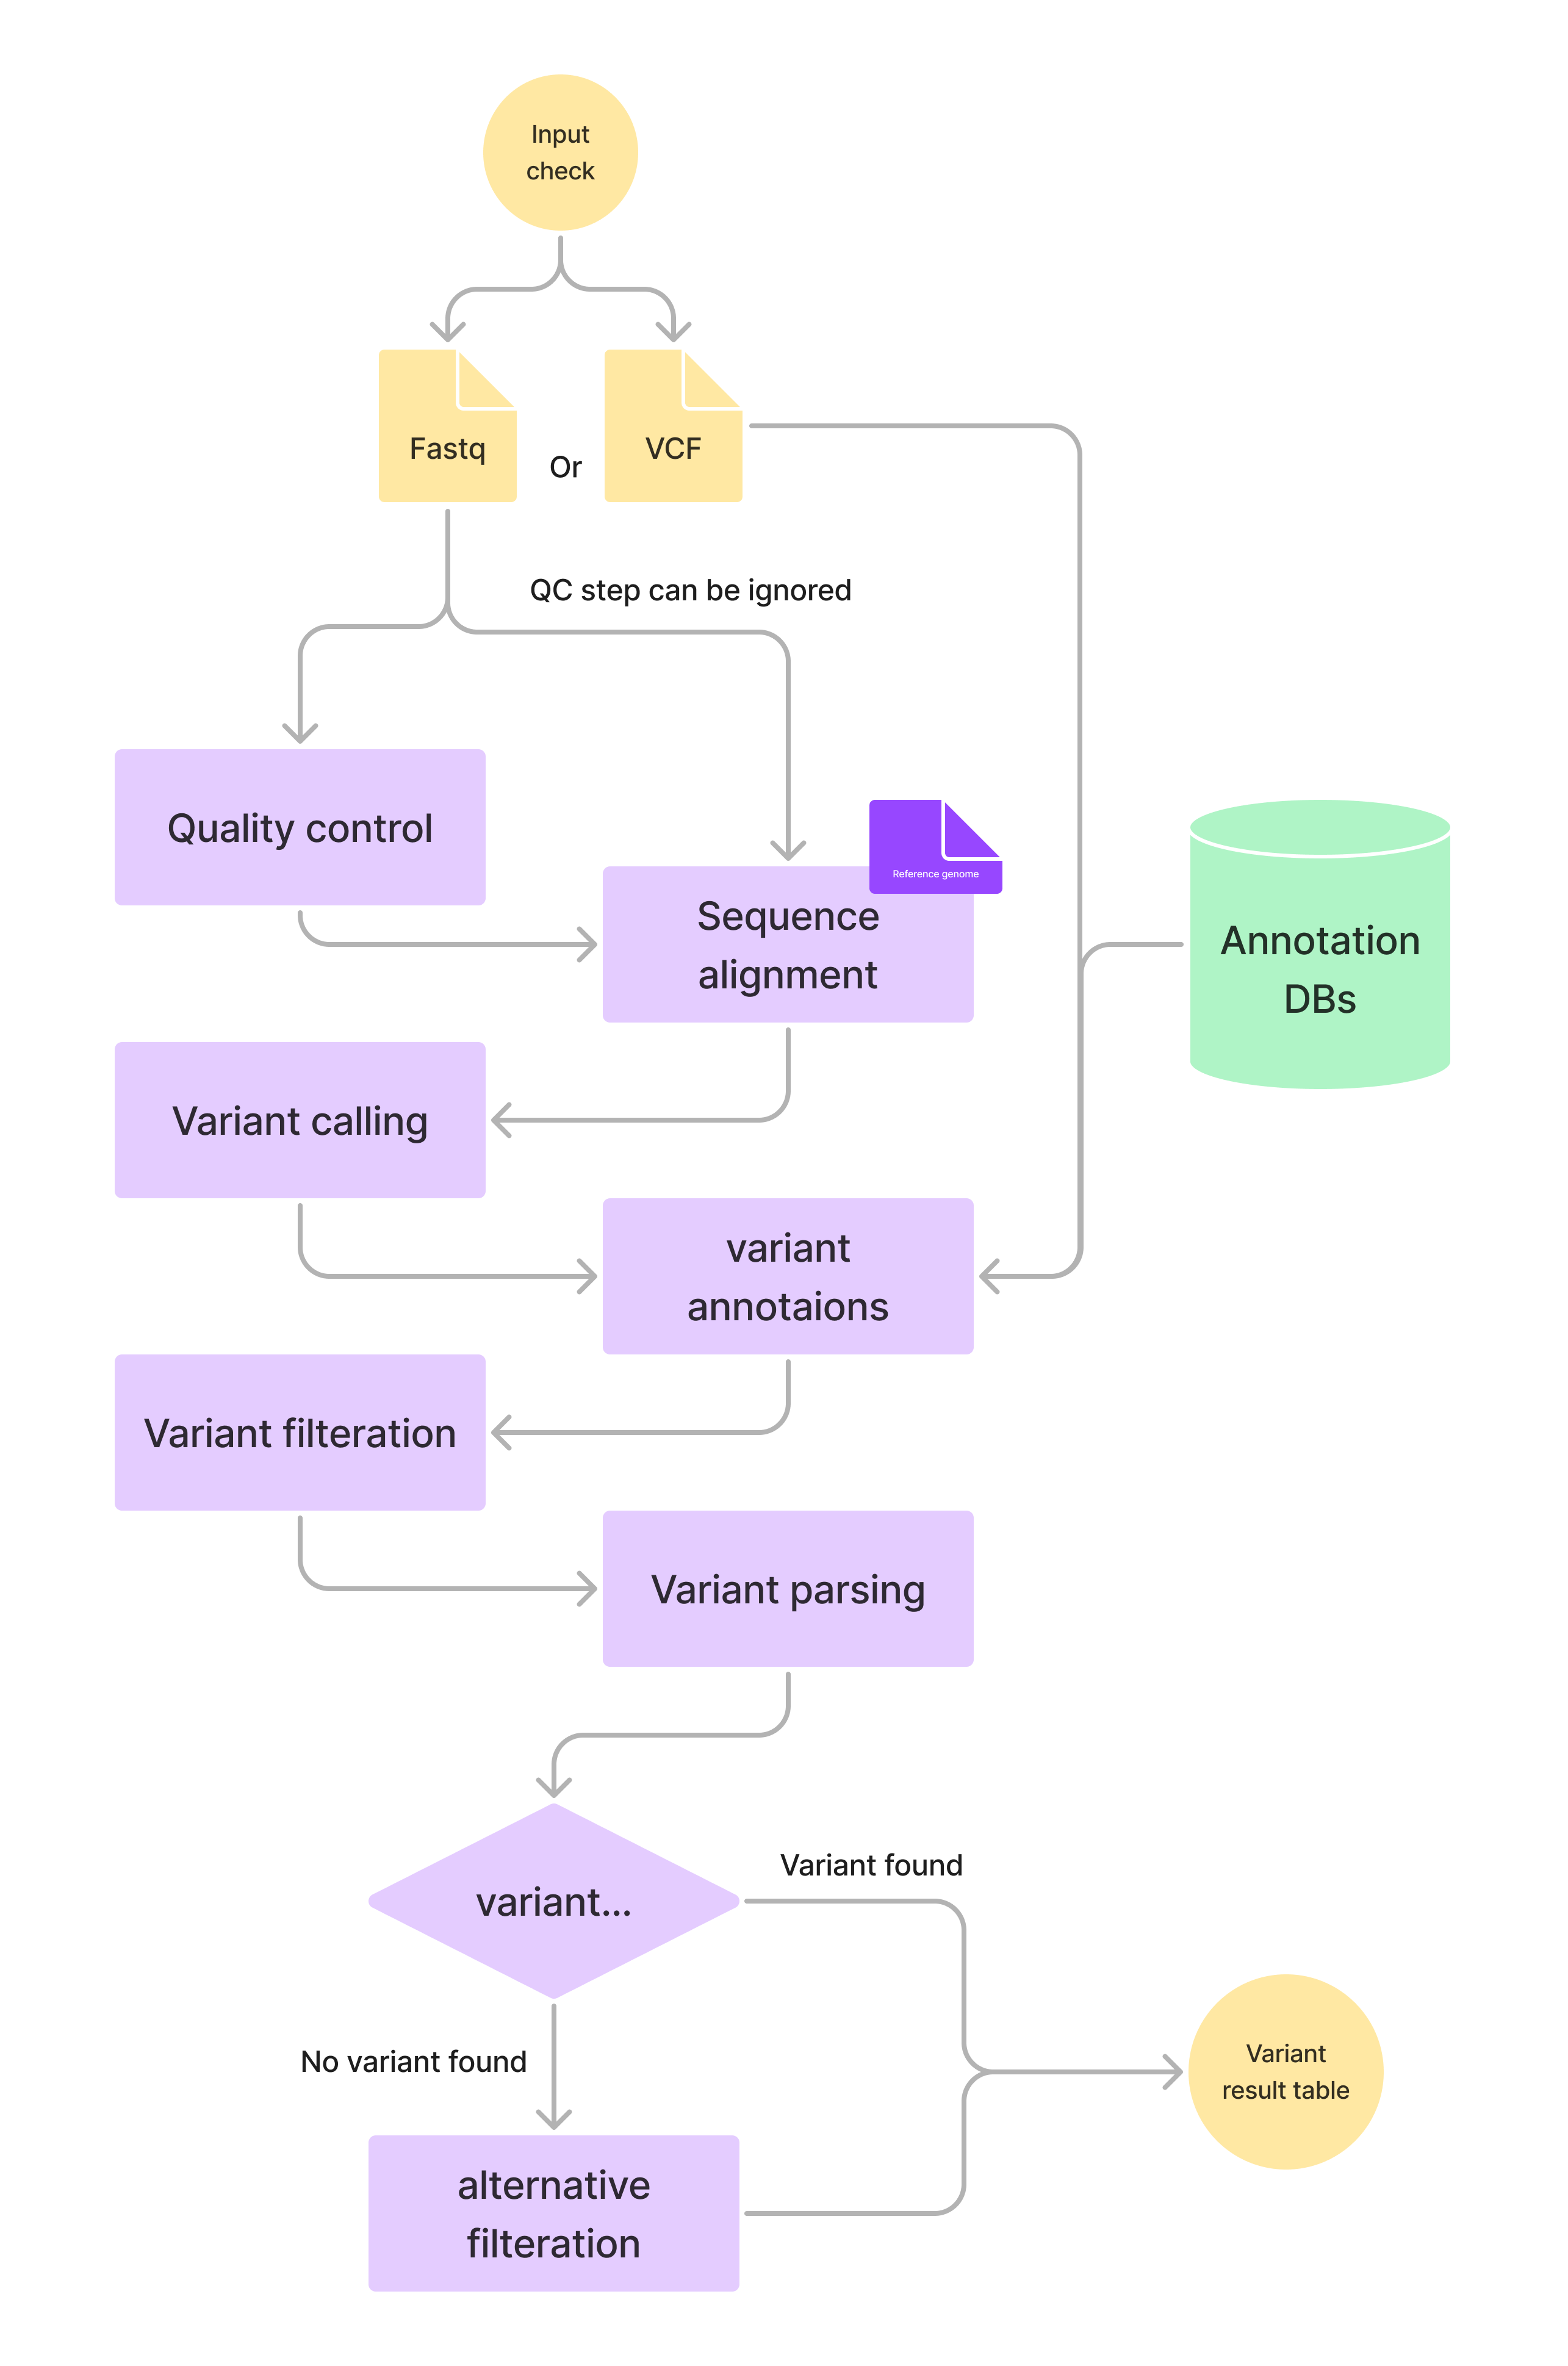 Input
check
Fastq
Or
VCF
QC step can be ignored
Quality control
Reference genome
Sequence
alignment
Annotation
DBs
Variant calling
variant
annotaions
Variant filteration
Variant parsing
Variant found
variant...
No variant found
Variant
result table
alternative
filteration